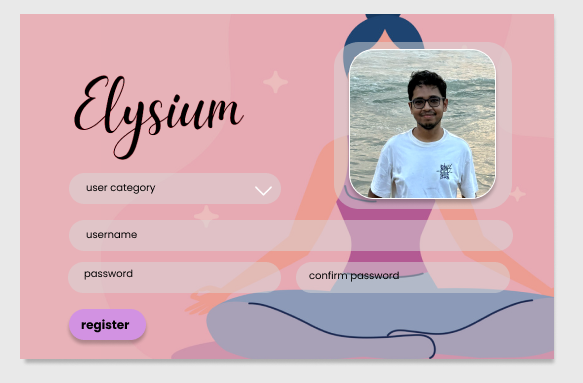 Elysium
user category
username
password
confirm password
register